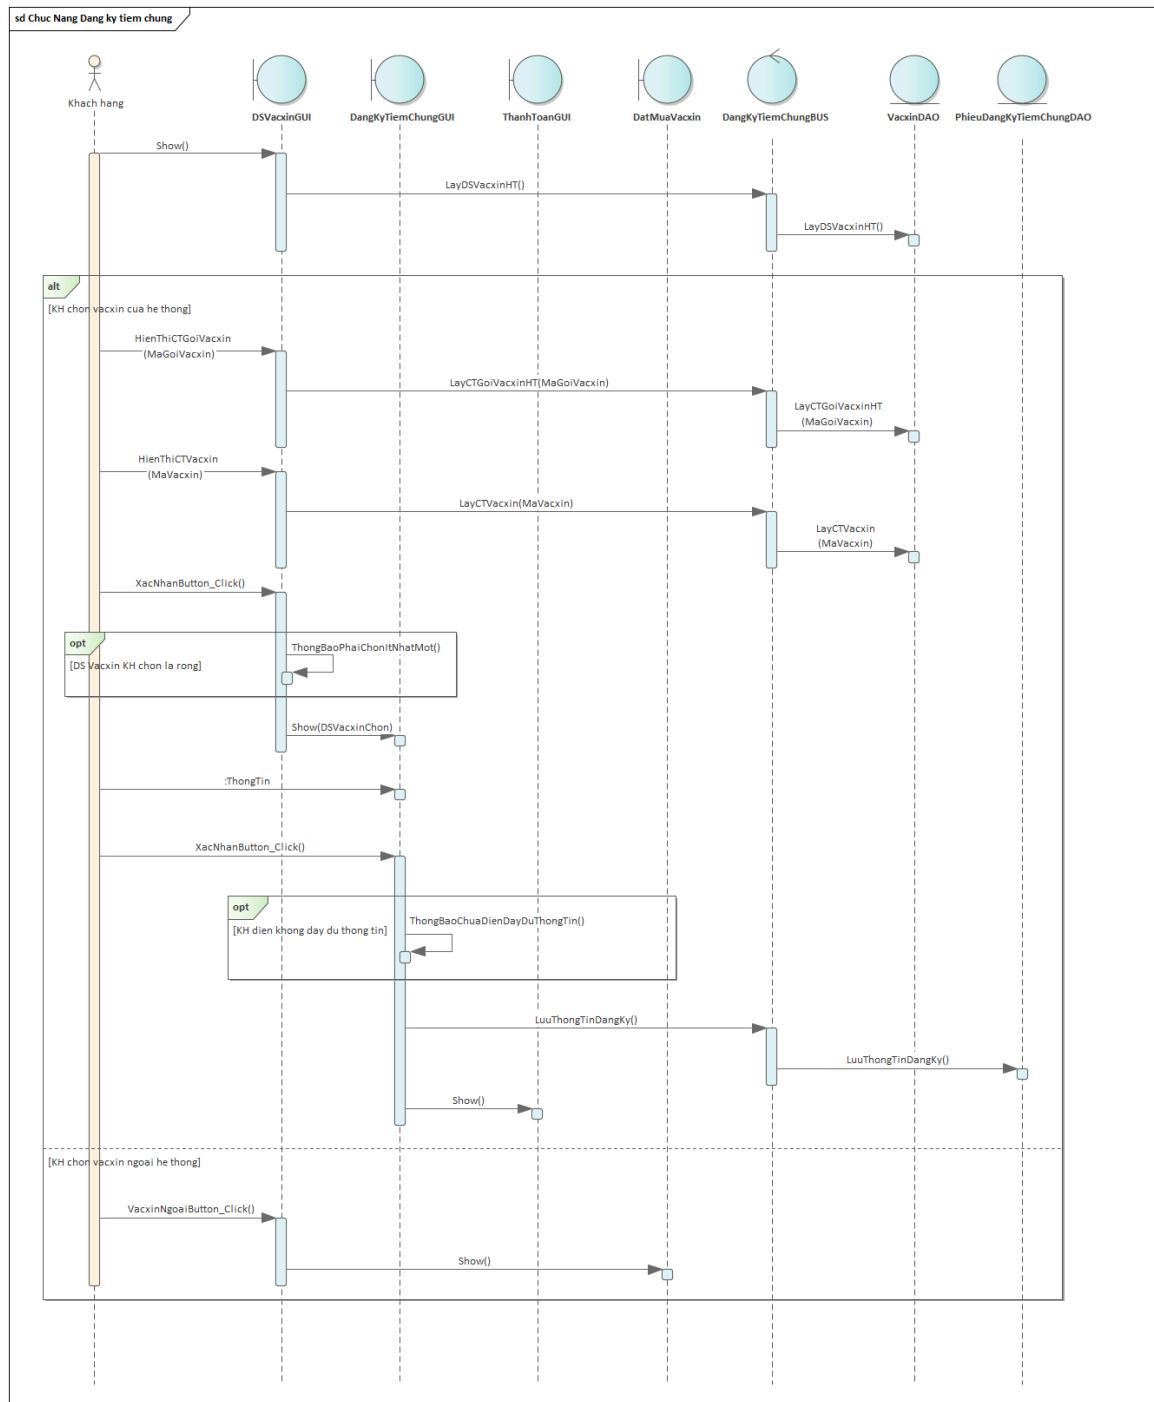 sd Chuc Nang Dang ky tiem chung
Khach hang
DSVacxinGUI
DangKyTiemChungGUI
ThanhToanGUI
DatMuaVacxin
DangKyTiemChungBUS
VacxinDAO
PhieuDangKyTiemChungDAO
Show()
LayDSVacxinHT()
LayDSVacxinHT()
alt
[KH chon vacxin cua he thong]
HienThiCTGoiVacxin
(MaGoiVacxin)
LayCTGoiVacxinHT(MaGoiVacxin)
LayCTGoiVacxinHT
(MaGoiVacxin)
HienThiCTVacxin
(MaVacxin)
LayCTVacxin(MaVacxin)
LayCTVacxin
(MaVacxin)
XacNhanButton_Click()
opt
[DS Vacxin KH chon la rong]
ThongBaoPhaiChonItNhatMot()
Show(DSVacxinChon)
:ThongTin
XacNhanButton_Click()
opt
[KH dien khong day du thong tin]
ThongBaoChuaDienDayDuThongTin()
LuuThongTinDangKy()
LuuThongTinDangKy()
Show()
[KH chon vacxin ngoai he thong]
VacxinNgoaiButton_Click()
Show()